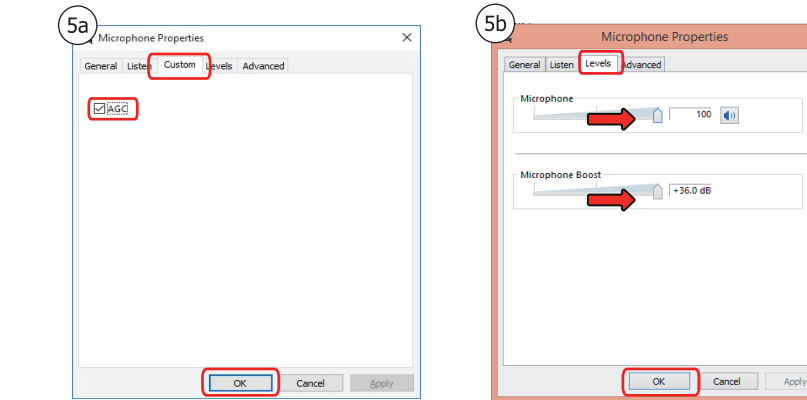 5a
Microphone Properties
General Listen Custom Levels Advanced
AGC
OK Cancel Apply
5b
Microphone Properties
General Listen Levels Advanced
Microphone
100
Microphone Boost
+36.0 dB
OK Cancel Apply